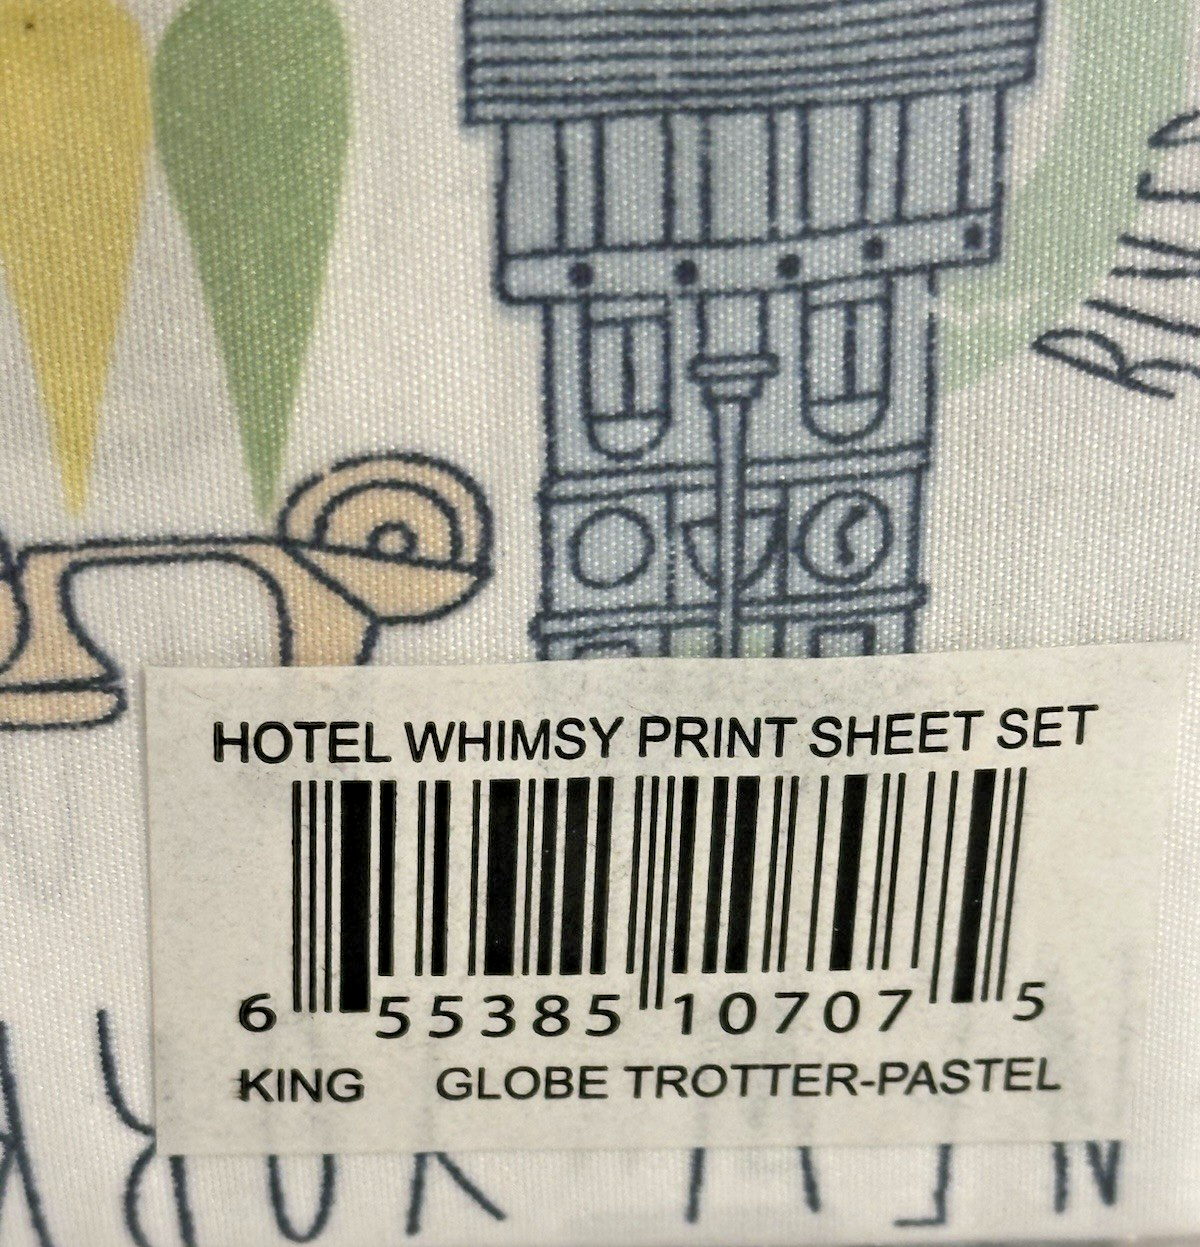 HOTEL WHIMSY PRINT SHEET SET
6 55385 10707 5
KING GLOBE TROTTER-PASTEL